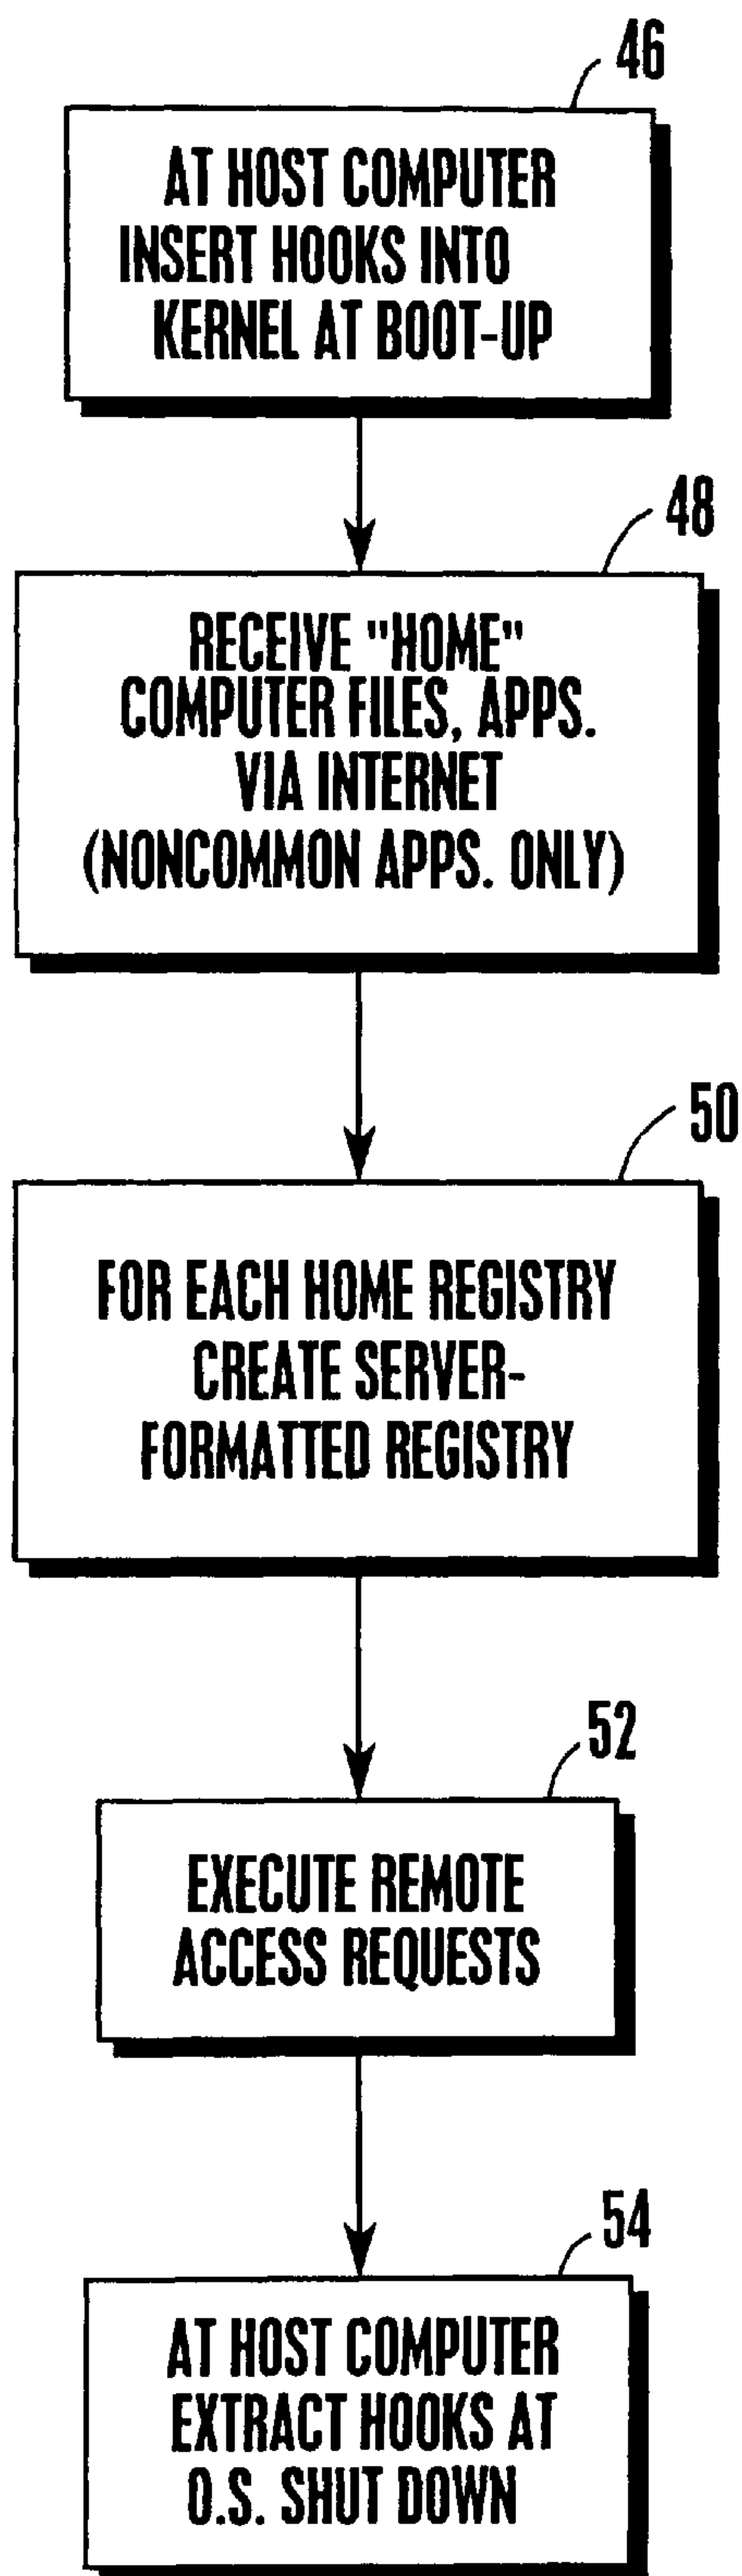 46
AT HOST COMPUTER
INSERT HOOKS INTO
KERNEL AT BOOT-UP
48
RECEIVE "HOME"
COMPUTER FILES, APPS.
VIA INTERNET
(NONCOMMON APPS. ONLY)
50
FOR EACH HOME REGISTRY
CREATE SERVER-
FORMATTED REGISTRY
52
EXECUTE REMOTE
ACCESS REQUESTS
54
AT HOST COMPUTER
EXTRACT HOOKS AT
O.S. SHUT DOWN